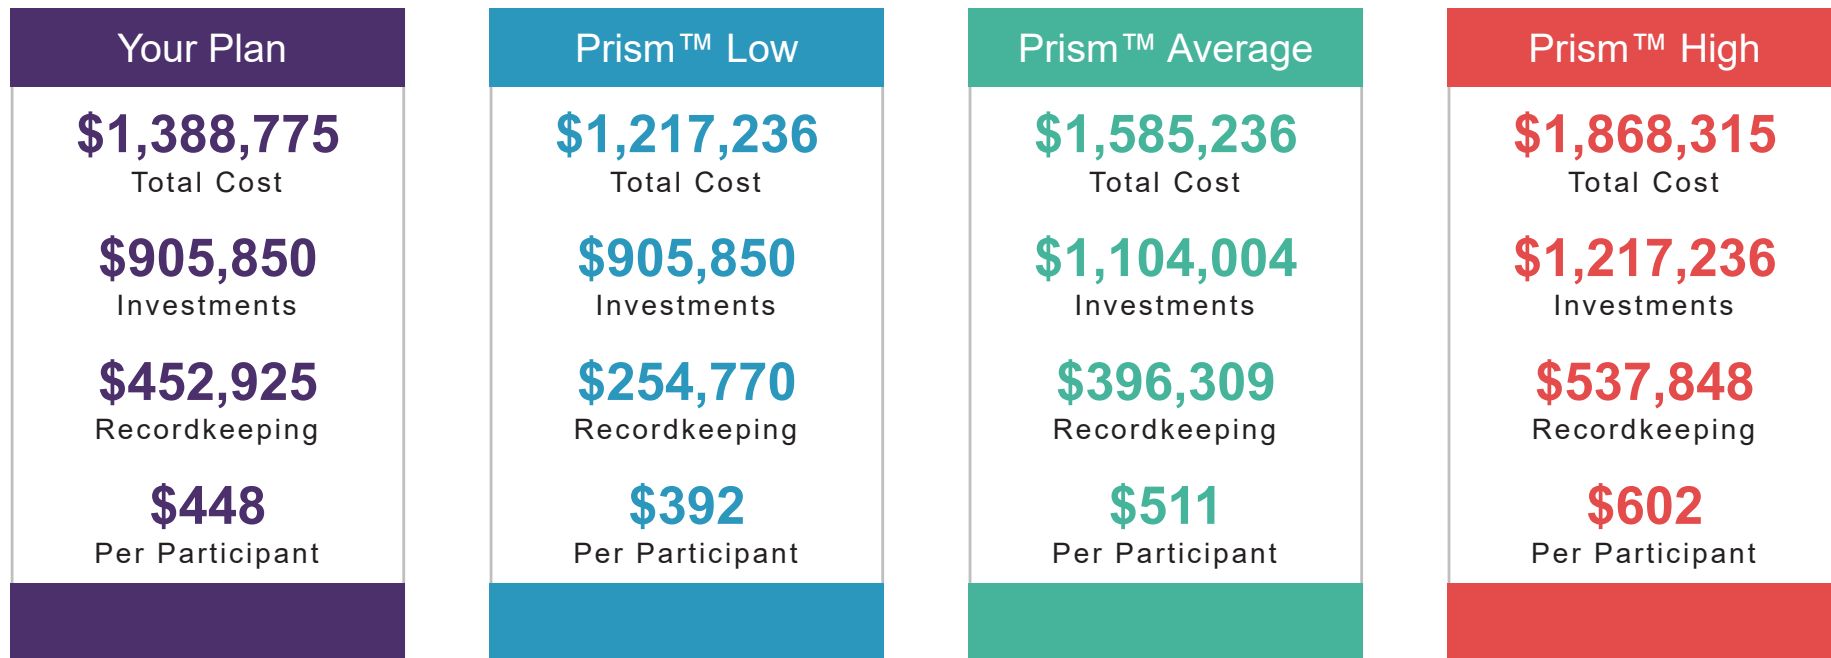 Your Plan
$1,388,775
Total Cost
$905,850
Investments
$452,925
Recordkeeping
$448
Per Participant
Prism™ Low
$1,217,236
Total Cost
$905,850
Investments
$254,770
Recordkeeping
$392
Per Participant
Prism™ Average
$1,585,236
Total Cost
$1,104,004
Investments
$396,309
Recordkeeping
$511
Per Participant
Prism™ High
$1,868,315
Total Cost
$1,217,236
Investments
$537,848
Recordkeeping
$602
Per Participant